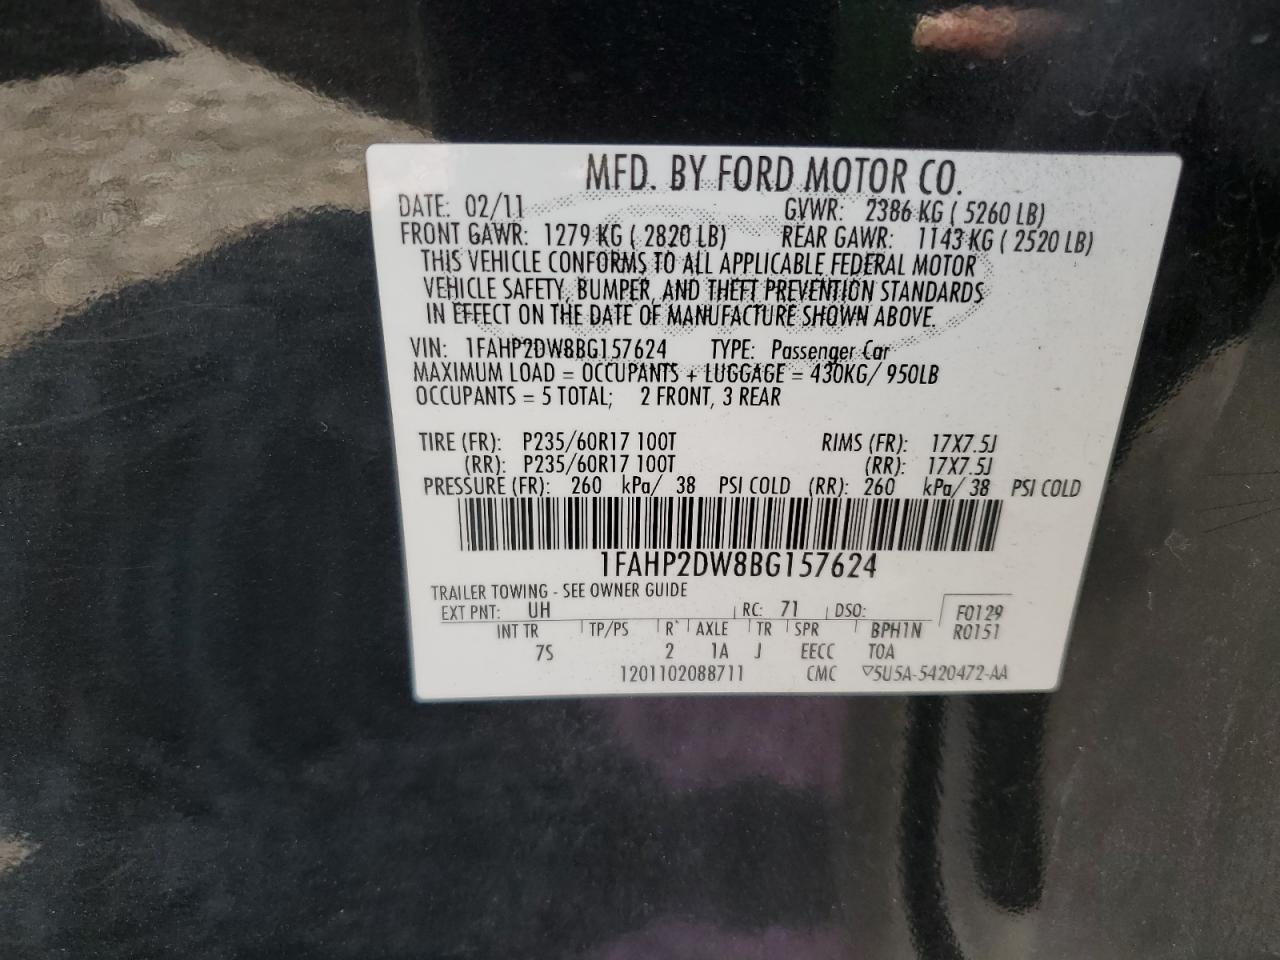 MFD. BY FORD MOTOR CO.
DATE: 02/11 GVWR: 2386 KG ( 5260 LB)
FRONT GAWR: 1279 KG ( 2820 LB) REAR GAWR: 1143 KG ( 2520 LB)
THIS VEHICLE CONFORMS TO ALL APPLICABLE FEDERAL MOTOR
VEHICLE SAFETY, BUMPER, AND THEFT PREVENTION STANDARDS
IN EFFECT ON THE DATE OF MANUFACTURE SHOWN ABOVE.
VIN: 1FAHP2DW8BG157624 TYPE: Passenger Car
MAXIMUM LOAD = OCCUPANTS + LUGGAGE = 430KG/ 950LB
OCCUPANTS = 5 TOTAL; 2 FRONT, 3 REAR
TIRE (FR): P235/60R17 100T RIMS (FR): 17X7.5J
(RR): P235/60R17 100T (RR): 17X7.5J
PRESSURE (FR): 260 kPa/ 38 PSI COLD (RR): 260 kPa/ 38 PSI COLD
1FAHP2DW8BG157624
TRAILER TOWING - SEE OWNER GUIDE
EXT PNT: UH RC: 71 DSO: F0129
INT TR TP/PS R AXLE TR SPR BPH1N R0151
7S 2 1A J EECC TOA
1201102088711 CMC ▽5U5A-5420472-AA